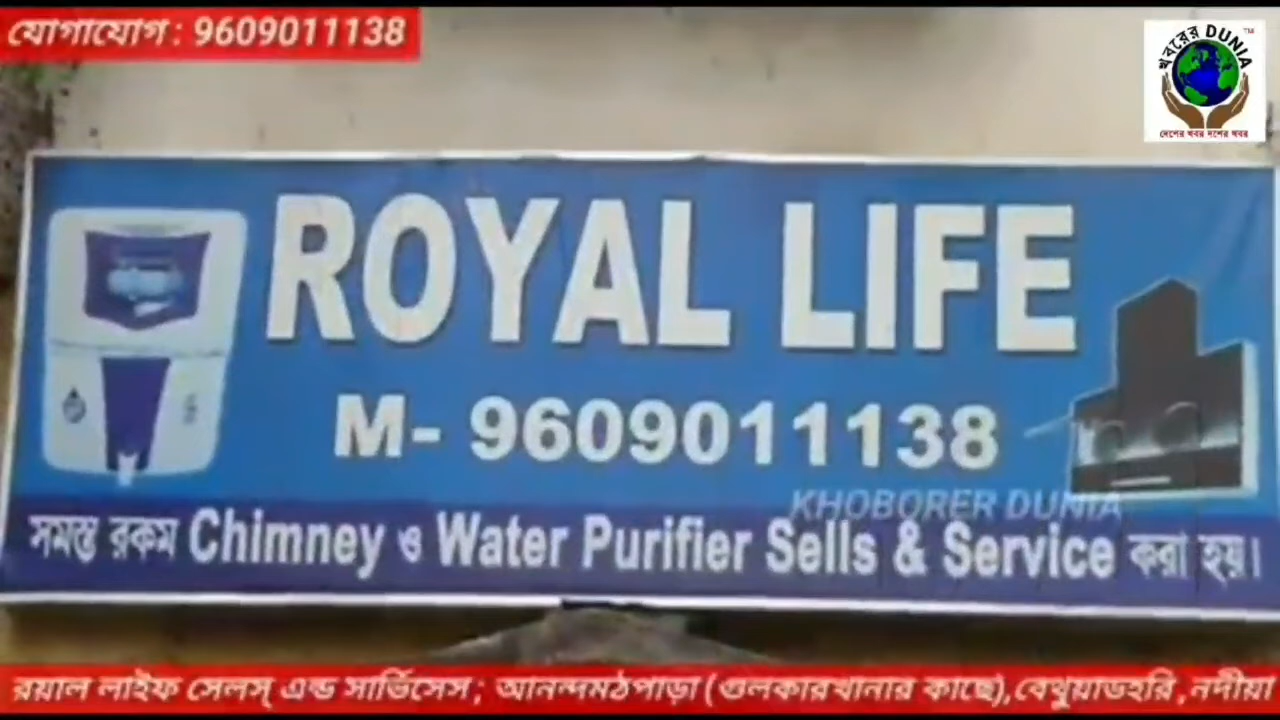 যোগাযোগ : 9609011138
খবরের DUNIA™
দেশের খবর দশের খবর
ROYAL LIFE
M- 9609011138
KHOBORER DUNIA
সমস্ত রকম Chimney ও Water Purifier Sells & Service করা হয়।
রয়াল লাইফ সেলস্ এন্ড সার্ভিসেস ; আনন্দমঠপাড়া (গুলকারখানার কাছে), বেথুয়াডহরি , নদীয়া